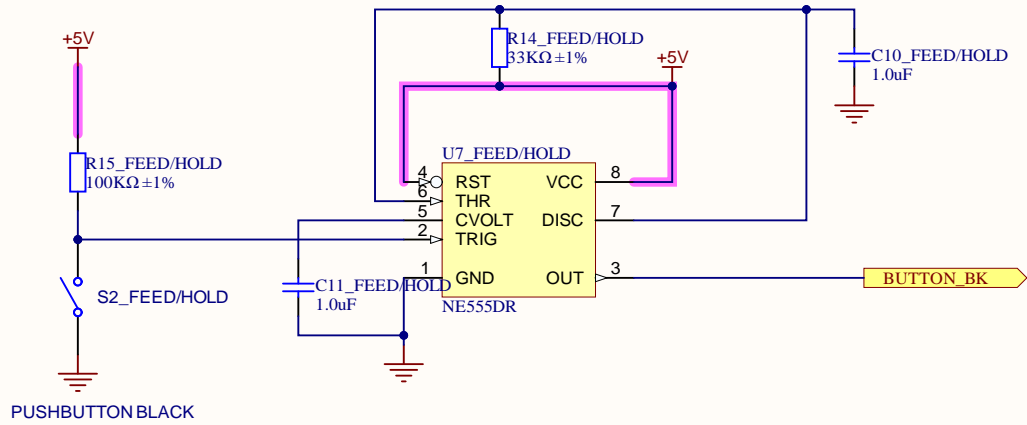 +5V
R14_FEED/HOLD
33KΩ ±1%
+5V
C10_FEED/HOLD
1.0uF
R15_FEED/HOLD
100KΩ ±1%
U7_FEED/HOLD
4 RST VCC 8
6 THR
5 CVOLT DISC 7
2 TRIG
1 GND OUT 3
BUTTON_BK
C11_FEED/HOLD
1.0uF
NE555DR
S2_FEED/HOLD
PUSHBUTTON BLACK